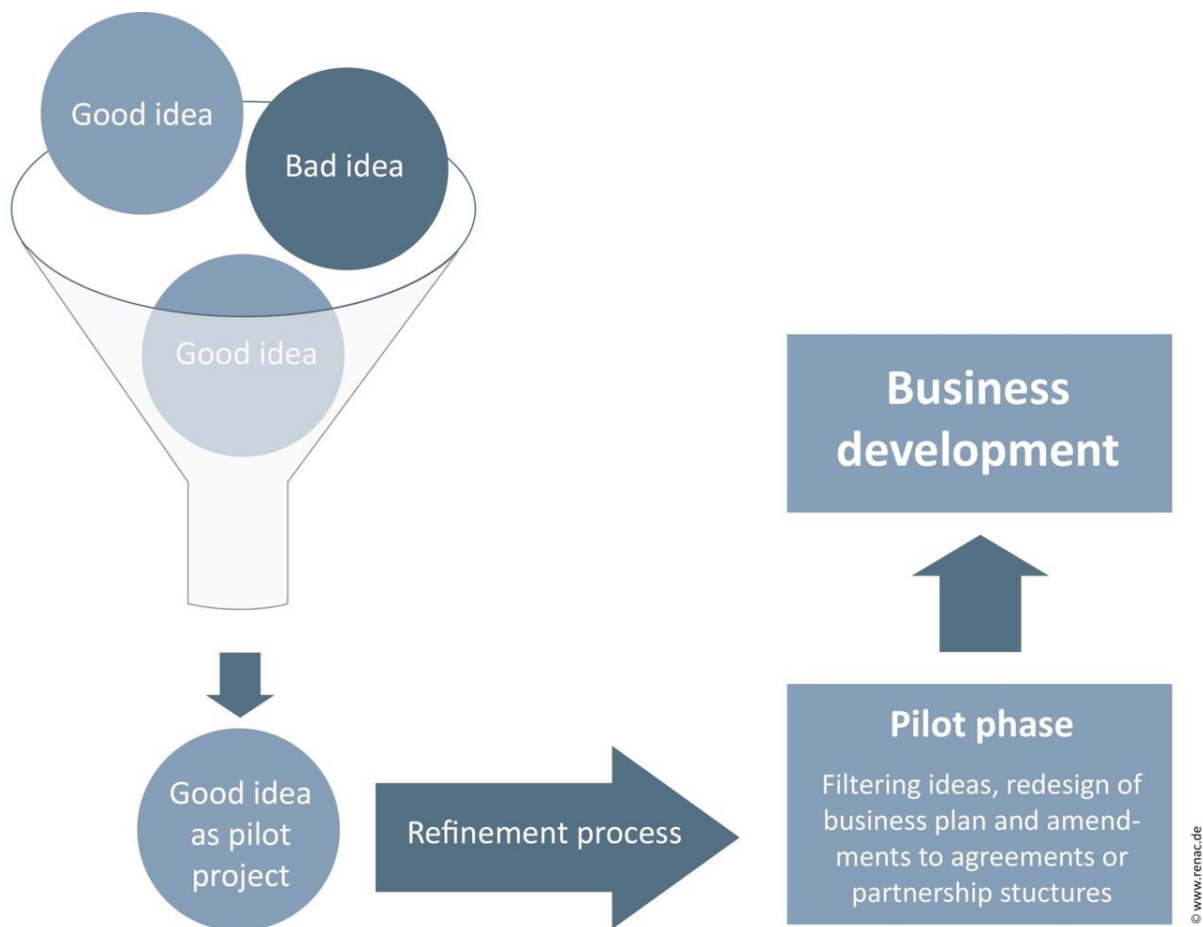 Good idea
Bad idea
Good idea
Good idea
as pilot
project
Refinement process
Business
development
Pilot phase
Filtering ideas, redesign of
business plan and amend-
ments to agreements or
partnership stuctures
© www.renac.de